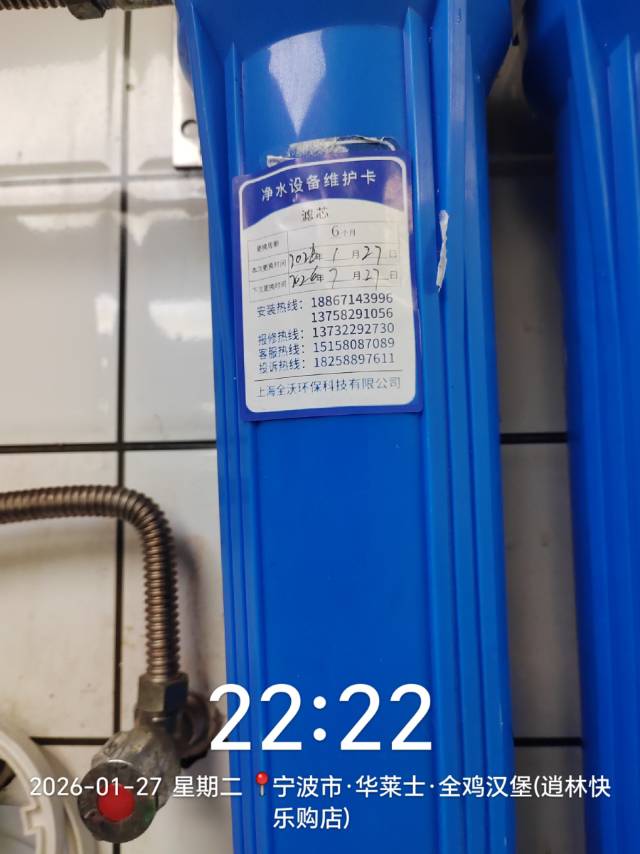 净水设备维护卡
滤芯
更换周期 6个月
本次更换时间 2026年1月27日
下次更换时间 2026年7月27日
安装热线：18867143996
13758291056
报修热线：13732292730
客服热线：15158087089
投诉热线：18258897611
上海全沃环保科技有限公司
22:22
2026-01-27 星期二 宁波市·华莱士·全鸡汉堡(逍林快
乐购店)